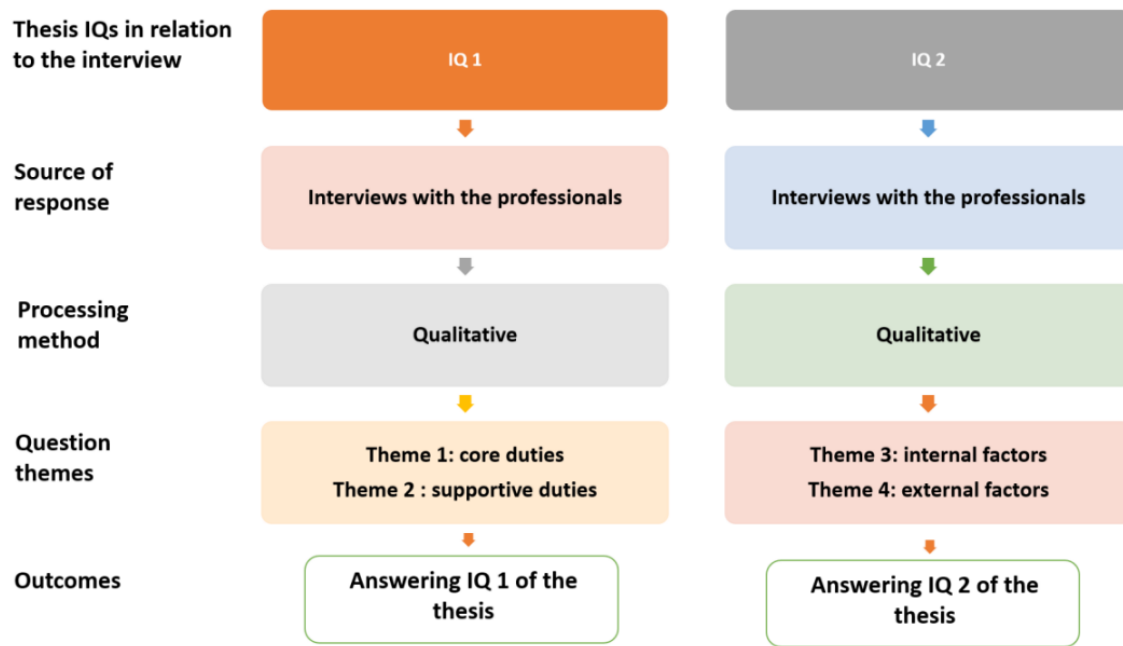 Thesis IQs in relation
to the interview
IQ 1
IQ 2
Source of
response
Interviews with the professionals
Interviews with the professionals
Processing
method
Qualitative
Qualitative
Question
themes
Theme 1: core duties
Theme 2 : supportive duties
Theme 3: internal factors
Theme 4: external factors
Outcomes
Answering IQ 1 of the
thesis
Answering IQ 2 of the
thesis